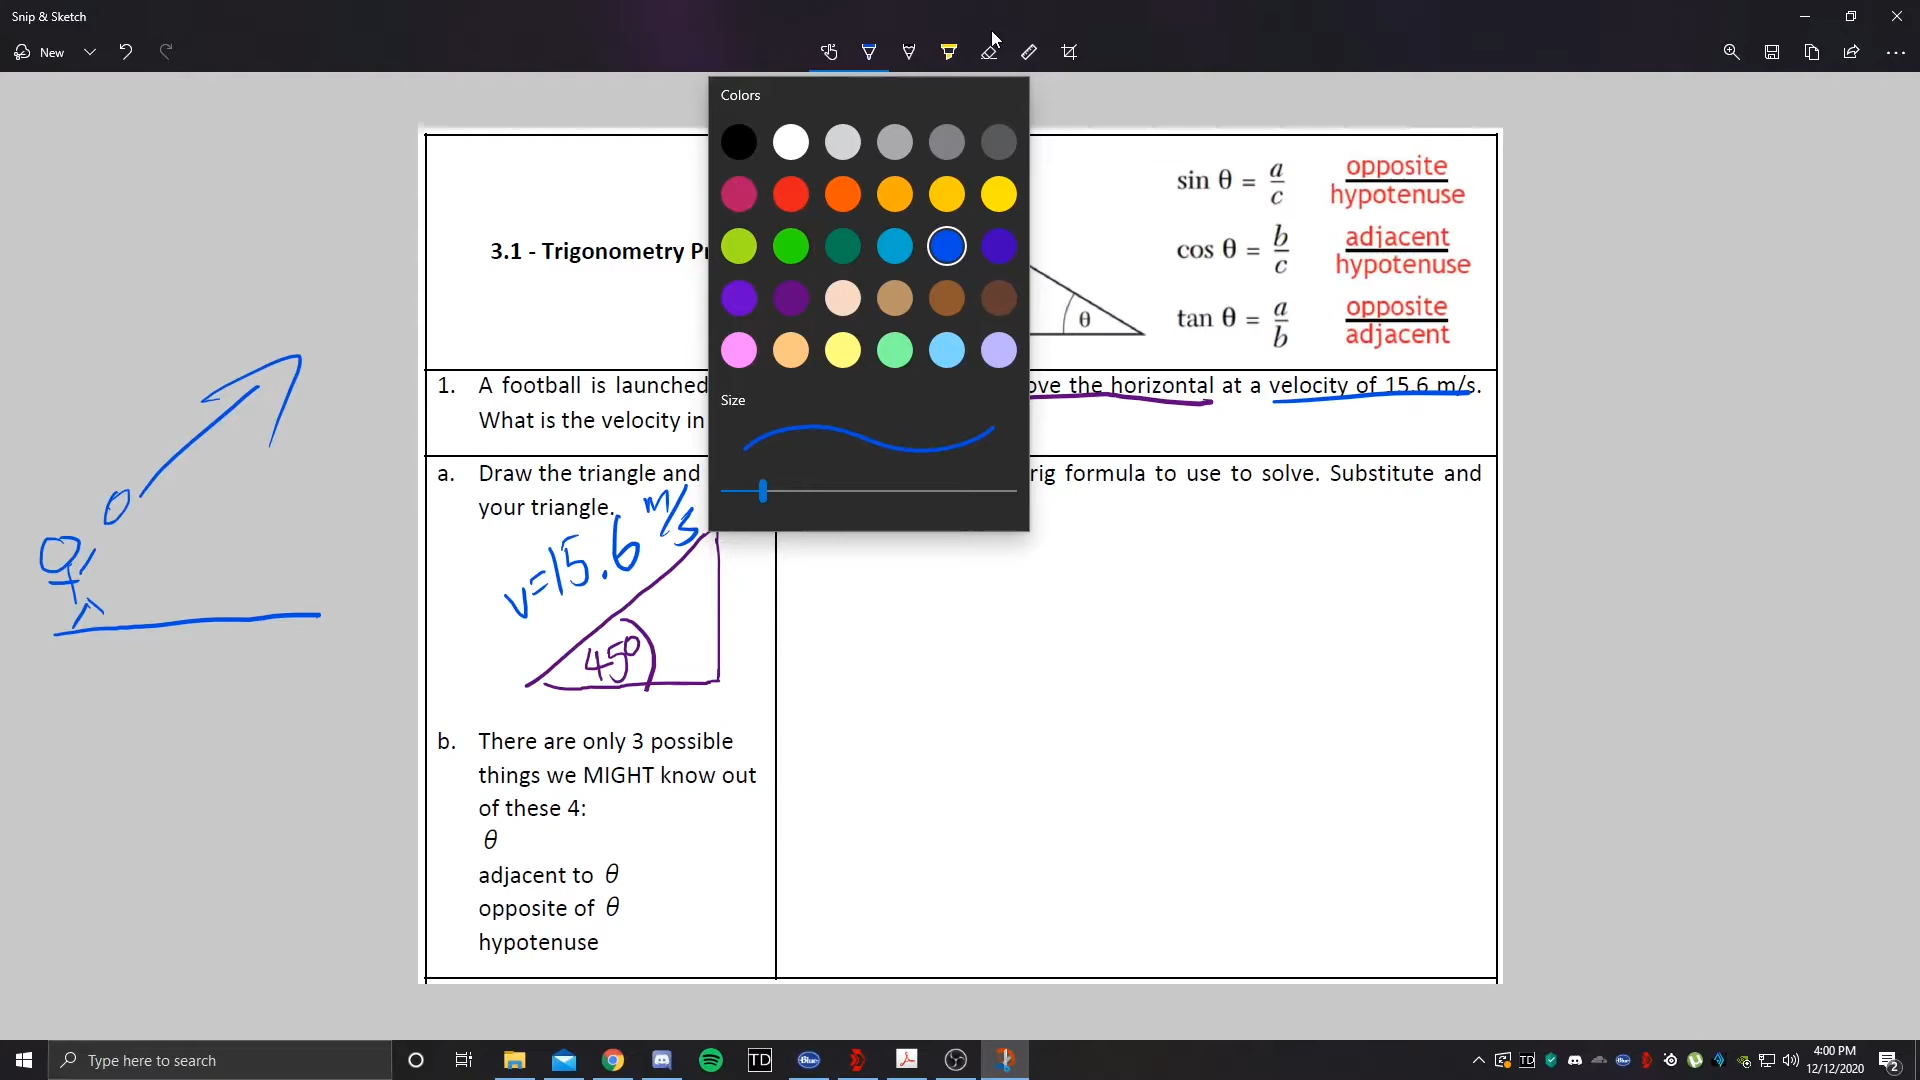 Snip & Sketch
New
Colors
Size
3.1 - Trigonometry Pr
sin θ = a/c opposite/hypotenuse
cos θ = b/c adjacent/hypotenuse
tan θ = a/b opposite/adjacent
θ
1. A football is launched ove the horizontal at a velocity of 15.6 m/s.
What is the velocity in
a. Draw the triangle and
your triangle.
rig formula to use to solve. Substitute and
v=15.6 m/s
45°
b. There are only 3 possible
things we MIGHT know out
of these 4:
θ
adjacent to θ
opposite of θ
hypotenuse
Type here to search
TD
Blue
TD
4:00 PM
12/12/2020
2